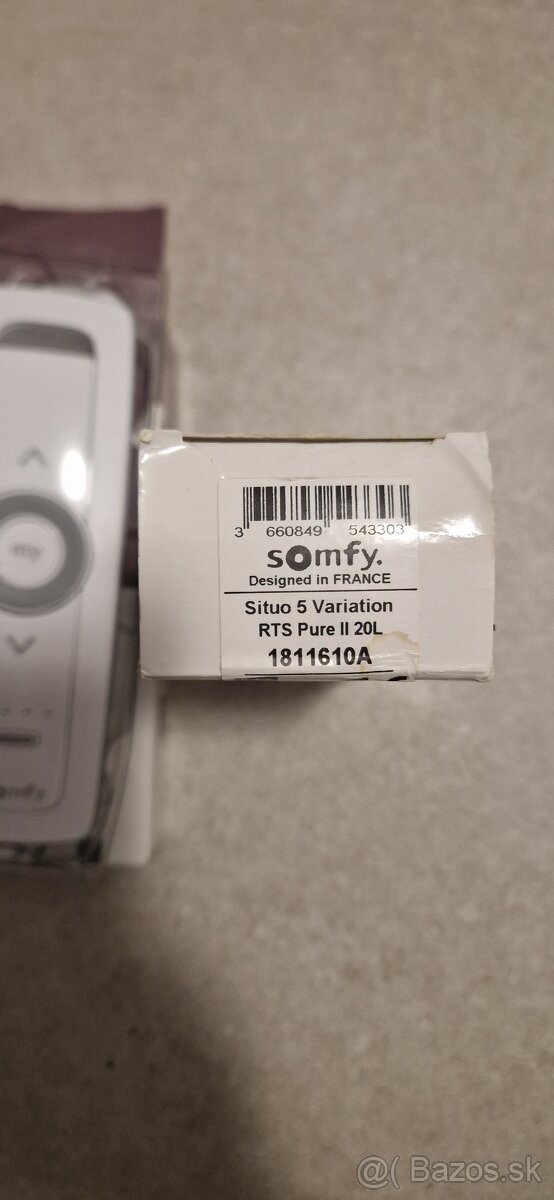 my
somfy
3 660849 543303
somfy.
Designed in FRANCE
Situo 5 Variation
RTS Pure II 20L
1811610A
@( Bazos.sk